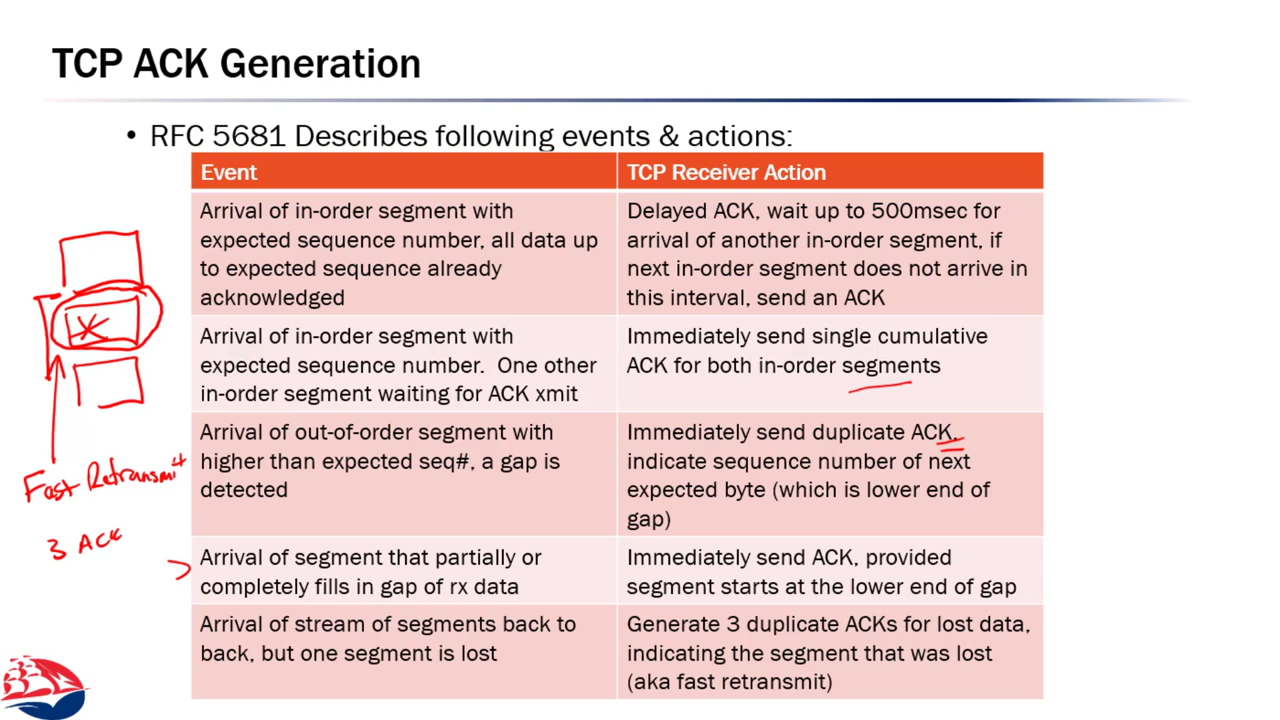 TCP ACK Generation
• RFC 5681 Describes following events & actions:
Event
TCP Receiver Action
Arrival of in-order segment with
expected sequence number, all data up
to expected sequence already
acknowledged
Delayed ACK, wait up to 500msec for
arrival of another in-order segment, if
next in-order segment does not arrive in
this interval, send an ACK
Arrival of in-order segment with
expected sequence number. One other
in-order segment waiting for ACK xmit
Immediately send single cumulative
ACK for both in-order segments
Arrival of out-of-order segment with
higher than expected seq#, a gap is
detected
Immediately send duplicate ACK,
indicate sequence number of next
expected byte (which is lower end of
gap)
Arrival of segment that partially or
completely fills in gap of rx data
Immediately send ACK, provided
segment starts at the lower end of gap
Arrival of stream of segments back to
back, but one segment is lost
Generate 3 duplicate ACKs for lost data,
indicating the segment that was lost
(aka fast retransmit)
Fast Retransmit
3 ACK